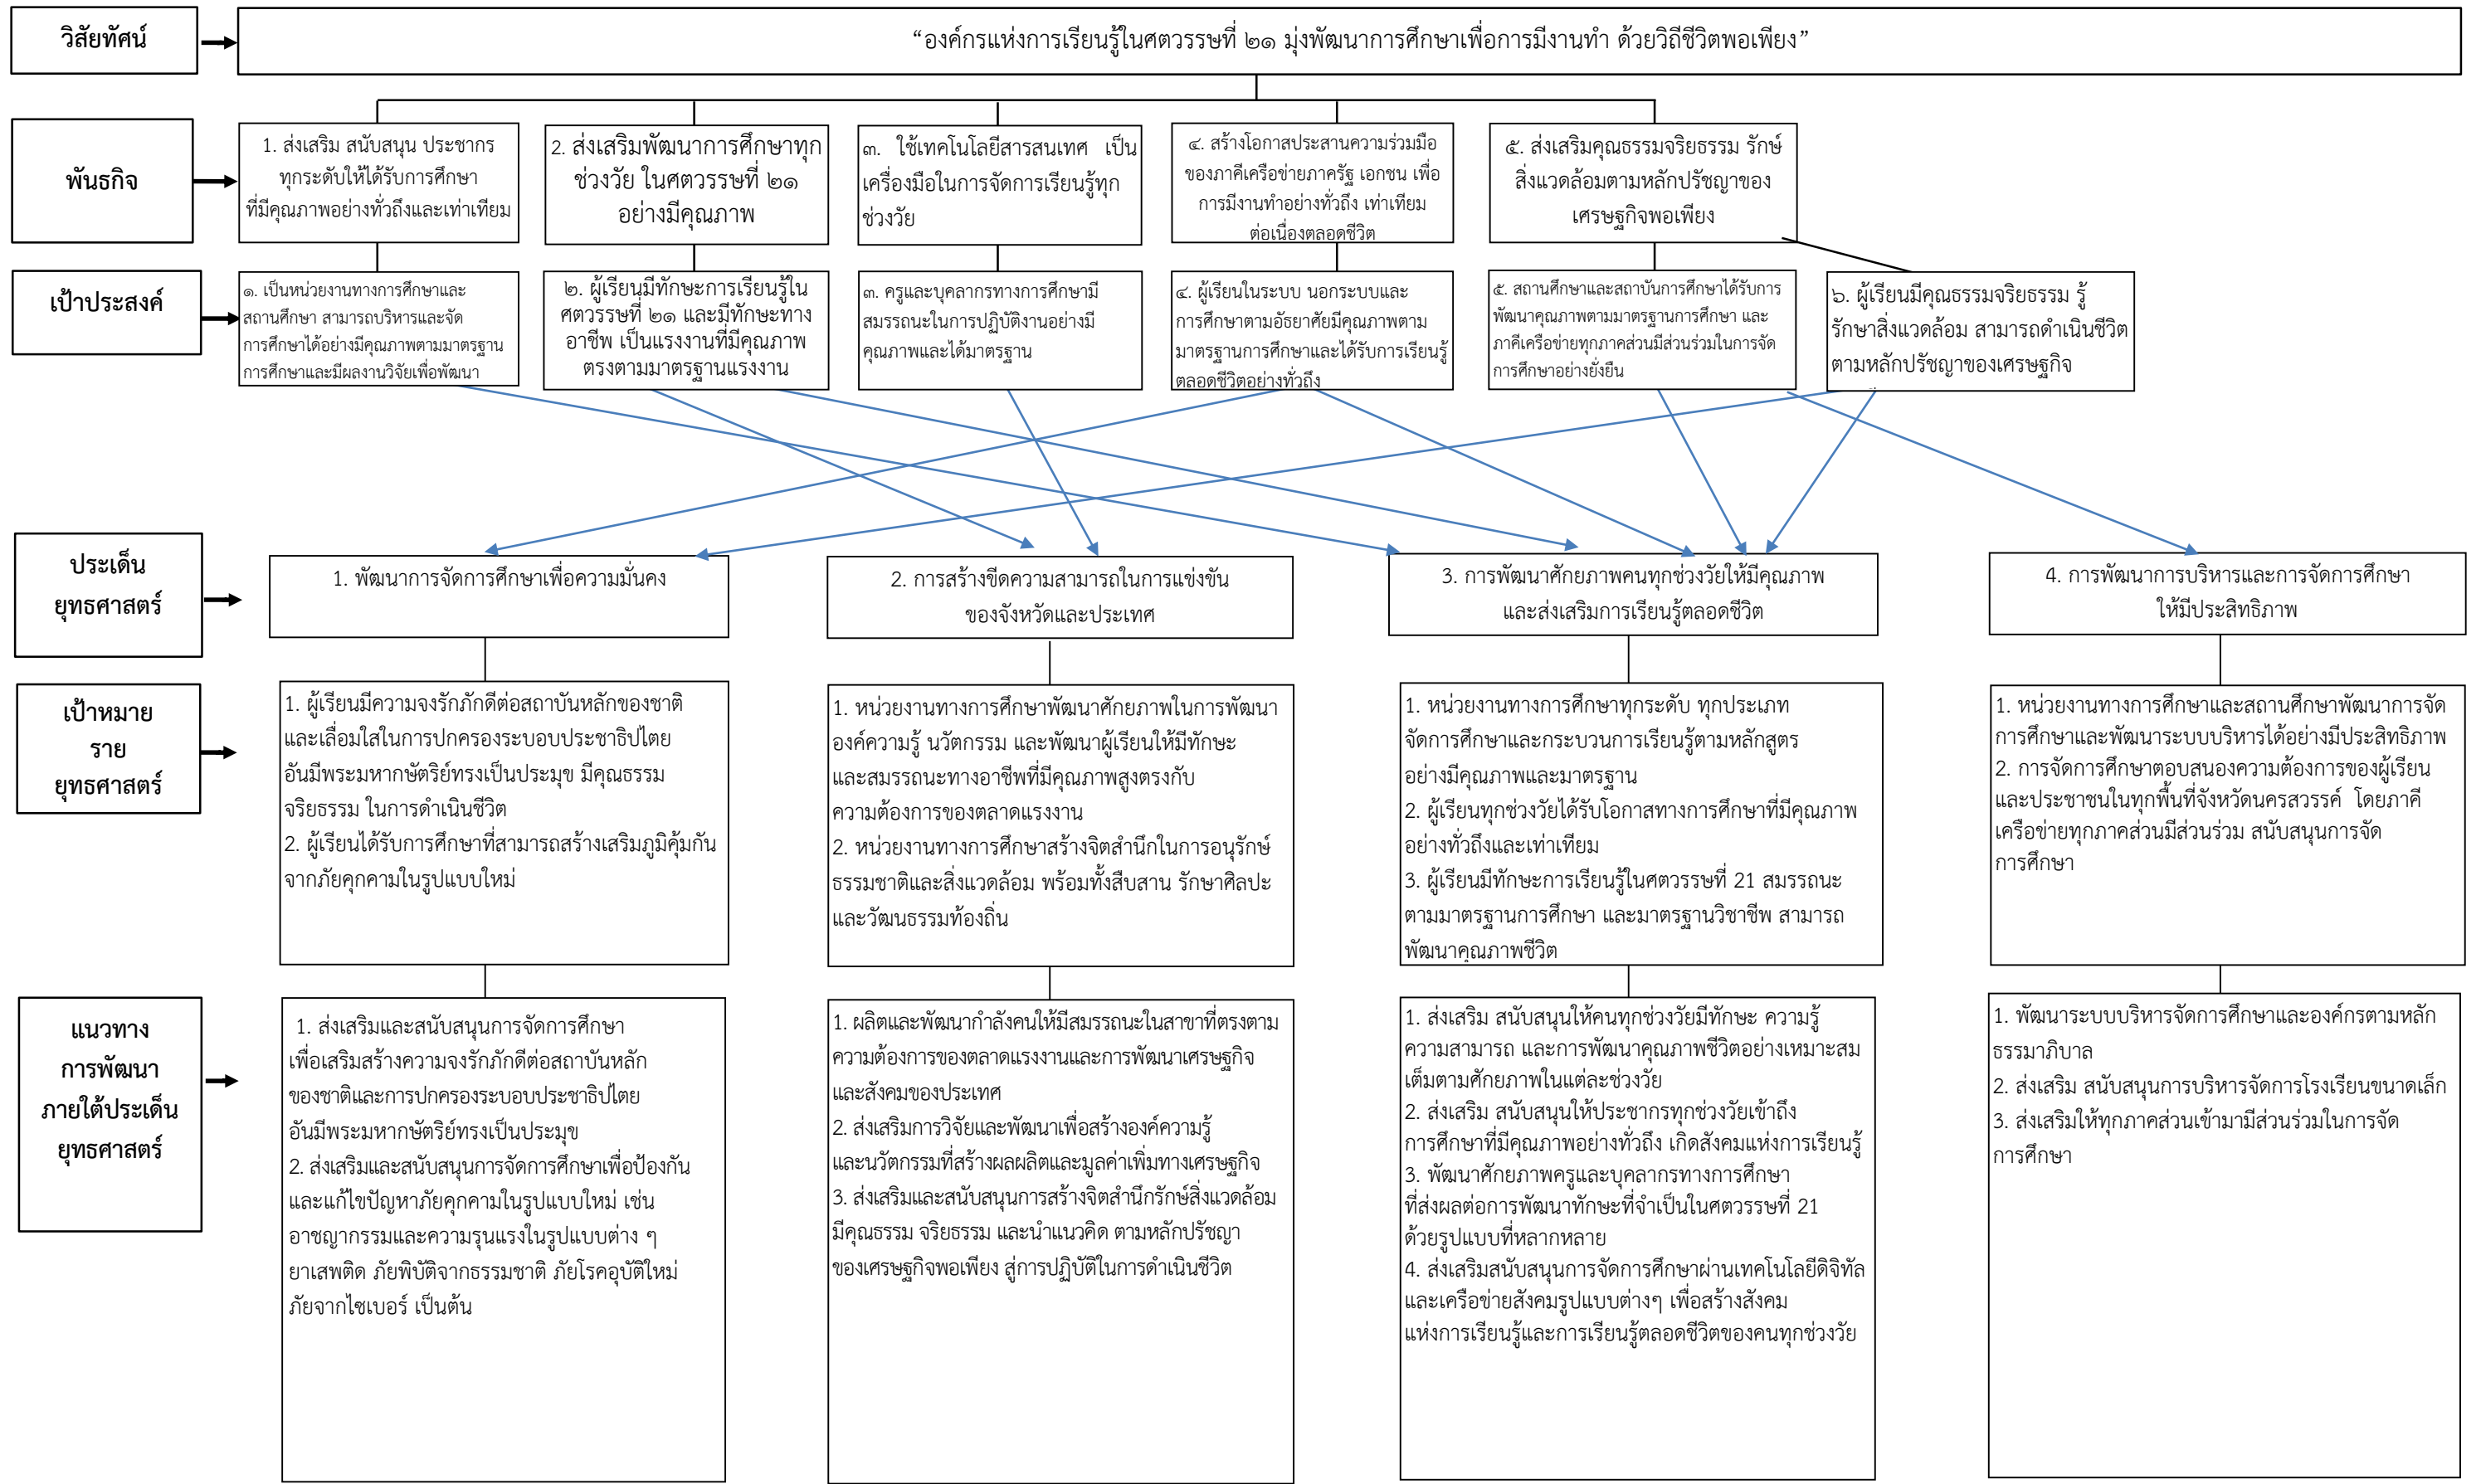 วิสัยทัศน์
“องค์กรแห่งการเรียนรู้ในศตวรรษที่ ๒๑ มุ่งพัฒนาการศึกษาเพื่อการมีงานทำ ด้วยวิถีชีวิตพอเพียง”
พันธกิจ
1. ส่งเสริม สนับสนุน ประชากร
ทุกระดับให้ได้รับการศึกษา
ที่มีคุณภาพอย่างทั่วถึงและเท่าเทียม
2. ส่งเสริมพัฒนาการศึกษาทุก
ช่วงวัย ในศตวรรษที่ ๒๑
อย่างมีคุณภาพ
๓. ใช้เทคโนโลยีสารสนเทศ เป็น
เครื่องมือในการจัดการเรียนรู้ทุก
ช่วงวัย
๔. สร้างโอกาสประสานความร่วมมือ
ของภาคีเครือข่ายภาครัฐ เอกชน เพื่อ
การมีงานทำอย่างทั่วถึง เท่าเทียม
ต่อเนื่องตลอดชีวิต
๕. ส่งเสริมคุณธรรมจริยธรรม รักษ์
สิ่งแวดล้อมตามหลักปรัชญาของ
เศรษฐกิจพอเพียง
เป้าประสงค์
๑. เป็นหน่วยงานทางการศึกษาและ
สถานศึกษา สามารถบริหารและจัด
การศึกษาได้อย่างมีคุณภาพตามมาตรฐาน
การศึกษาและมีผลงานวิจัยเพื่อพัฒนา
๒. ผู้เรียนมีทักษะการเรียนรู้ใน
ศตวรรษที่ ๒๑ และมีทักษะทาง
อาชีพ เป็นแรงงานที่มีคุณภาพ
ตรงตามมาตรฐานแรงงาน
๓. ครูและบุคลากรทางการศึกษามี
สมรรถนะในการปฏิบัติงานอย่างมี
คุณภาพและได้มาตรฐาน
๔. ผู้เรียนในระบบ นอกระบบและ
การศึกษาตามอัธยาศัยมีคุณภาพตาม
มาตรฐานการศึกษาและได้รับการเรียนรู้
ตลอดชีวิตอย่างทั่วถึง
๕. สถานศึกษาและสถาบันการศึกษาได้รับการ
พัฒนาคุณภาพตามมาตรฐานการศึกษา และ
ภาคีเครือข่ายทุกภาคส่วนมีส่วนร่วมในการจัด
การศึกษาอย่างยั่งยืน
๖. ผู้เรียนมีคุณธรรมจริยธรรม รู้
รักษาสิ่งแวดล้อม สามารถดำเนินชีวิต
ตามหลักปรัชญาของเศรษฐกิจ
ประเด็น
ยุทธศาสตร์
1. พัฒนาการจัดการศึกษาเพื่อความมั่นคง
2. การสร้างขีดความสามารถในการแข่งขัน
ของจังหวัดและประเทศ
3. การพัฒนาศักยภาพคนทุกช่วงวัยให้มีคุณภาพ
และส่งเสริมการเรียนรู้ตลอดชีวิต
4. การพัฒนาการบริหารและการจัดการศึกษา
ให้มีประสิทธิภาพ
เป้าหมาย
ราย
ยุทธศาสตร์
1. ผู้เรียนมีความจงรักภักดีต่อสถาบันหลักของชาติ
และเลื่อมใสในการปกครองระบอบประชาธิปไตย
อันมีพระมหากษัตริย์ทรงเป็นประมุข มีคุณธรรม
จริยธรรม ในการดำเนินชีวิต
2. ผู้เรียนได้รับการศึกษาที่สามารถสร้างเสริมภูมิคุ้มกัน
จากภัยคุกคามในรูปแบบใหม่
1. หน่วยงานทางการศึกษาพัฒนาศักยภาพในการพัฒนา
องค์ความรู้ นวัตกรรม และพัฒนาผู้เรียนให้มีทักษะ
และสมรรถนะทางอาชีพที่มีคุณภาพสูงตรงกับ
ความต้องการของตลาดแรงงาน
2. หน่วยงานทางการศึกษาสร้างจิตสำนึกในการอนุรักษ์
ธรรมชาติและสิ่งแวดล้อม พร้อมทั้งสืบสาน รักษาศิลปะ
และวัฒนธรรมท้องถิ่น
1. หน่วยงานทางการศึกษาทุกระดับ ทุกประเภท
จัดการศึกษาและกระบวนการเรียนรู้ตามหลักสูตร
อย่างมีคุณภาพและมาตรฐาน
2. ผู้เรียนทุกช่วงวัยได้รับโอกาสทางการศึกษาที่มีคุณภาพ
อย่างทั่วถึงและเท่าเทียม
3. ผู้เรียนมีทักษะการเรียนรู้ในศตวรรษที่ 21 สมรรถนะ
ตามมาตรฐานการศึกษา และมาตรฐานวิชาชีพ สามารถ
พัฒนาคุณภาพชีวิต
1. หน่วยงานทางการศึกษาและสถานศึกษาพัฒนาการจัด
การศึกษาและพัฒนาระบบบริหารได้อย่างมีประสิทธิภาพ
2. การจัดการศึกษาตอบสนองความต้องการของผู้เรียน
และประชาชนในทุกพื้นที่จังหวัดนครสวรรค์ โดยภาคี
เครือข่ายทุกภาคส่วนมีส่วนร่วม สนับสนุนการจัด
การศึกษา
แนวทาง
การพัฒนา
ภายใต้ประเด็น
ยุทธศาสตร์
1. ส่งเสริมและสนับสนุนการจัดการศึกษา
เพื่อเสริมสร้างความจงรักภักดีต่อสถาบันหลัก
ของชาติและการปกครองระบอบประชาธิปไตย
อันมีพระมหากษัตริย์ทรงเป็นประมุข
2. ส่งเสริมและสนับสนุนการจัดการศึกษาเพื่อป้องกัน
และแก้ไขปัญหาภัยคุกคามในรูปแบบใหม่ เช่น
อาชญากรรมและความรุนแรงในรูปแบบต่าง ๆ
ยาเสพติด ภัยพิบัติจากธรรมชาติ ภัยโรคอุบัติใหม่
ภัยจากไซเบอร์ เป็นต้น
1. ผลิตและพัฒนากำลังคนให้มีสมรรถนะในสาขาที่ตรงตาม
ความต้องการของตลาดแรงงานและการพัฒนาเศรษฐกิจ
และสังคมของประเทศ
2. ส่งเสริมการวิจัยและพัฒนาเพื่อสร้างองค์ความรู้
และนวัตกรรมที่สร้างผลผลิตและมูลค่าเพิ่มทางเศรษฐกิจ
3. ส่งเสริมและสนับสนุนการสร้างจิตสำนึกรักษ์สิ่งแวดล้อม
มีคุณธรรม จริยธรรม และนำแนวคิด ตามหลักปรัชญา
ของเศรษฐกิจพอเพียง สู่การปฏิบัติในการดำเนินชีวิต
1. ส่งเสริม สนับสนุนให้คนทุกช่วงวัยมีทักษะ ความรู้
ความสามารถ และการพัฒนาคุณภาพชีวิตอย่างเหมาะสม
เต็มตามศักยภาพในแต่ละช่วงวัย
2. ส่งเสริม สนับสนุนให้ประชากรทุกช่วงวัยเข้าถึง
การศึกษาที่มีคุณภาพอย่างทั่วถึง เกิดสังคมแห่งการเรียนรู้
3. พัฒนาศักยภาพครูและบุคลากรทางการศึกษา
ที่ส่งผลต่อการพัฒนาทักษะที่จำเป็นในศตวรรษที่ 21
ด้วยรูปแบบที่หลากหลาย
4. ส่งเสริมสนับสนุนการจัดการศึกษาผ่านเทคโนโลยีดิจิทัล
และเครือข่ายสังคมรูปแบบต่างๆ เพื่อสร้างสังคม
แห่งการเรียนรู้และการเรียนรู้ตลอดชีวิตของคนทุกช่วงวัย
1. พัฒนาระบบบริหารจัดการศึกษาและองค์กรตามหลัก
ธรรมาภิบาล
2. ส่งเสริม สนับสนุนการบริหารจัดการโรงเรียนขนาดเล็ก
3. ส่งเสริมให้ทุกภาคส่วนเข้ามามีส่วนร่วมในการจัด
การศึกษา